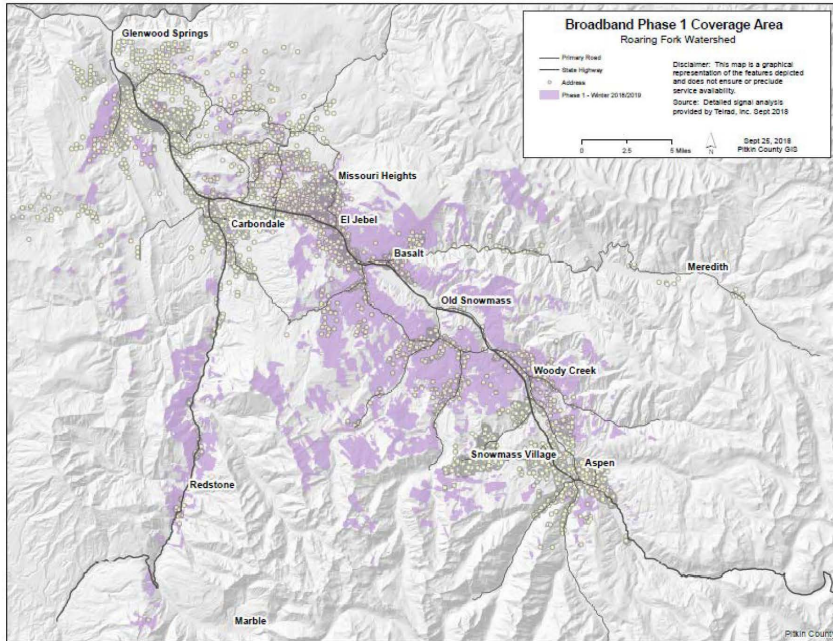 Broadband Phase 1 Coverage Area
Roaring Fork Watershed
Primary Road
State Highway
Address
Phase 1 - Winter 2018/2019
Disclaimer: This map is a graphical
representation of the features depicted
and does not ensure or preclude
service availability.
Source: Detailed signal analysis
provided by Telrad, Inc. Sept 2018
0 2.5 5 Miles
N
Sept 25, 2018
Pitkin County GIS
Glenwood Springs
Missouri Heights
Carbondale
El Jebel
Basalt
Meredith
Old Snowmass
Woody Creek
Snowmass Village
Aspen
Redstone
Marble
Pitkin County